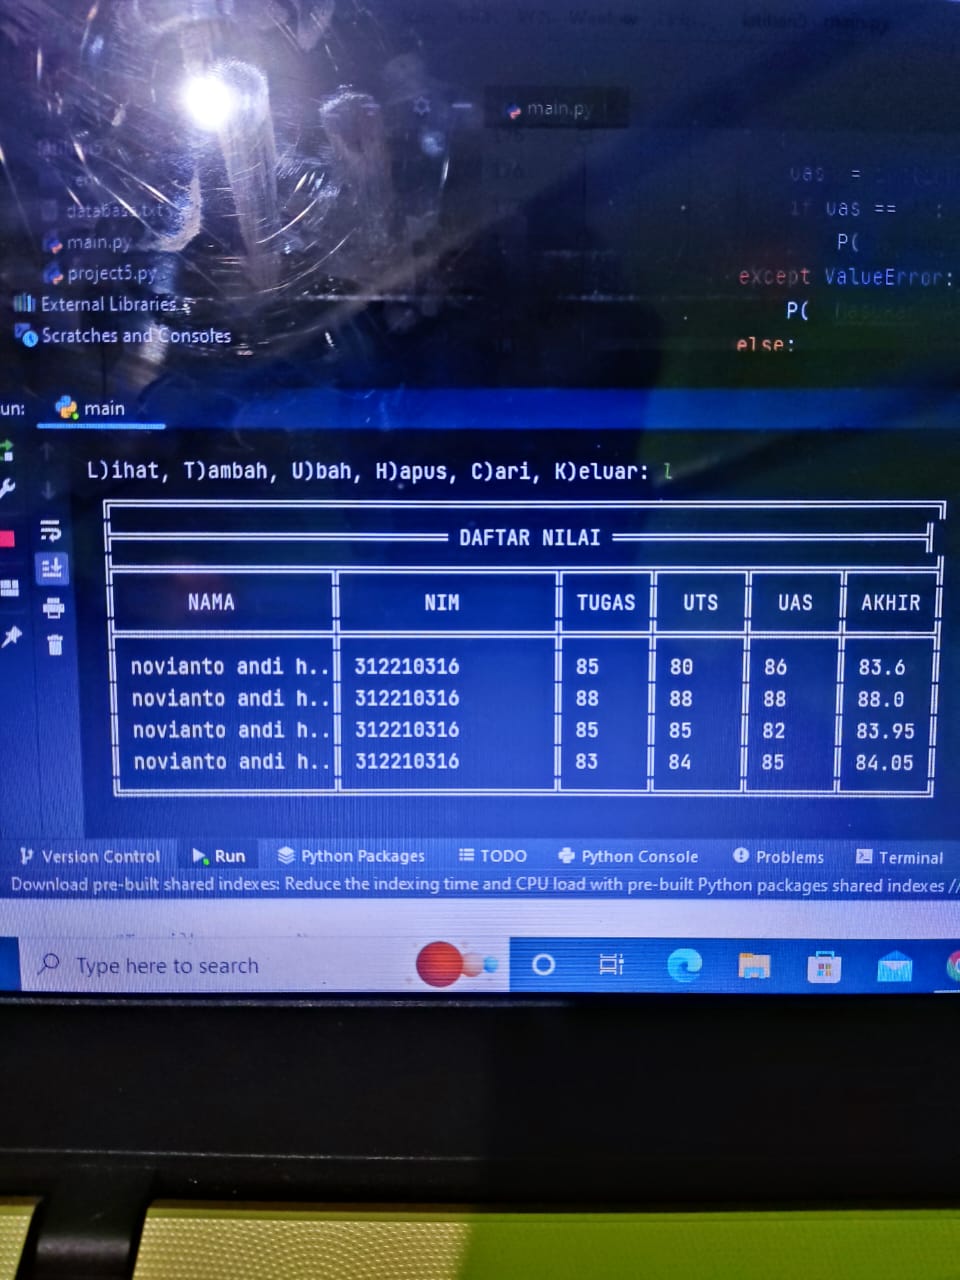 main.py
database.txt
main.py
project5.py
External Libraries
Scratches and Consoles
uas =
if uas ==
P(
except ValueError:
P(
else:
un:
main
L)ihat, T)ambah, U)bah, H)apus, C)ari, K)eluar: l
DAFTAR NILAI
NAMA NIM TUGAS UTS UAS AKHIR
novianto andi h.. 312210316 85 80 86 83.6
novianto andi h.. 312210316 88 88 88 88.0
novianto andi h.. 312210316 85 85 82 83.95
novianto andi h.. 312210316 83 84 85 84.05
Version Control Run Python Packages TODO Python Console Problems Terminal
Download pre-built shared indexes: Reduce the indexing time and CPU load with pre-built Python packages shared indexes //
Type here to search